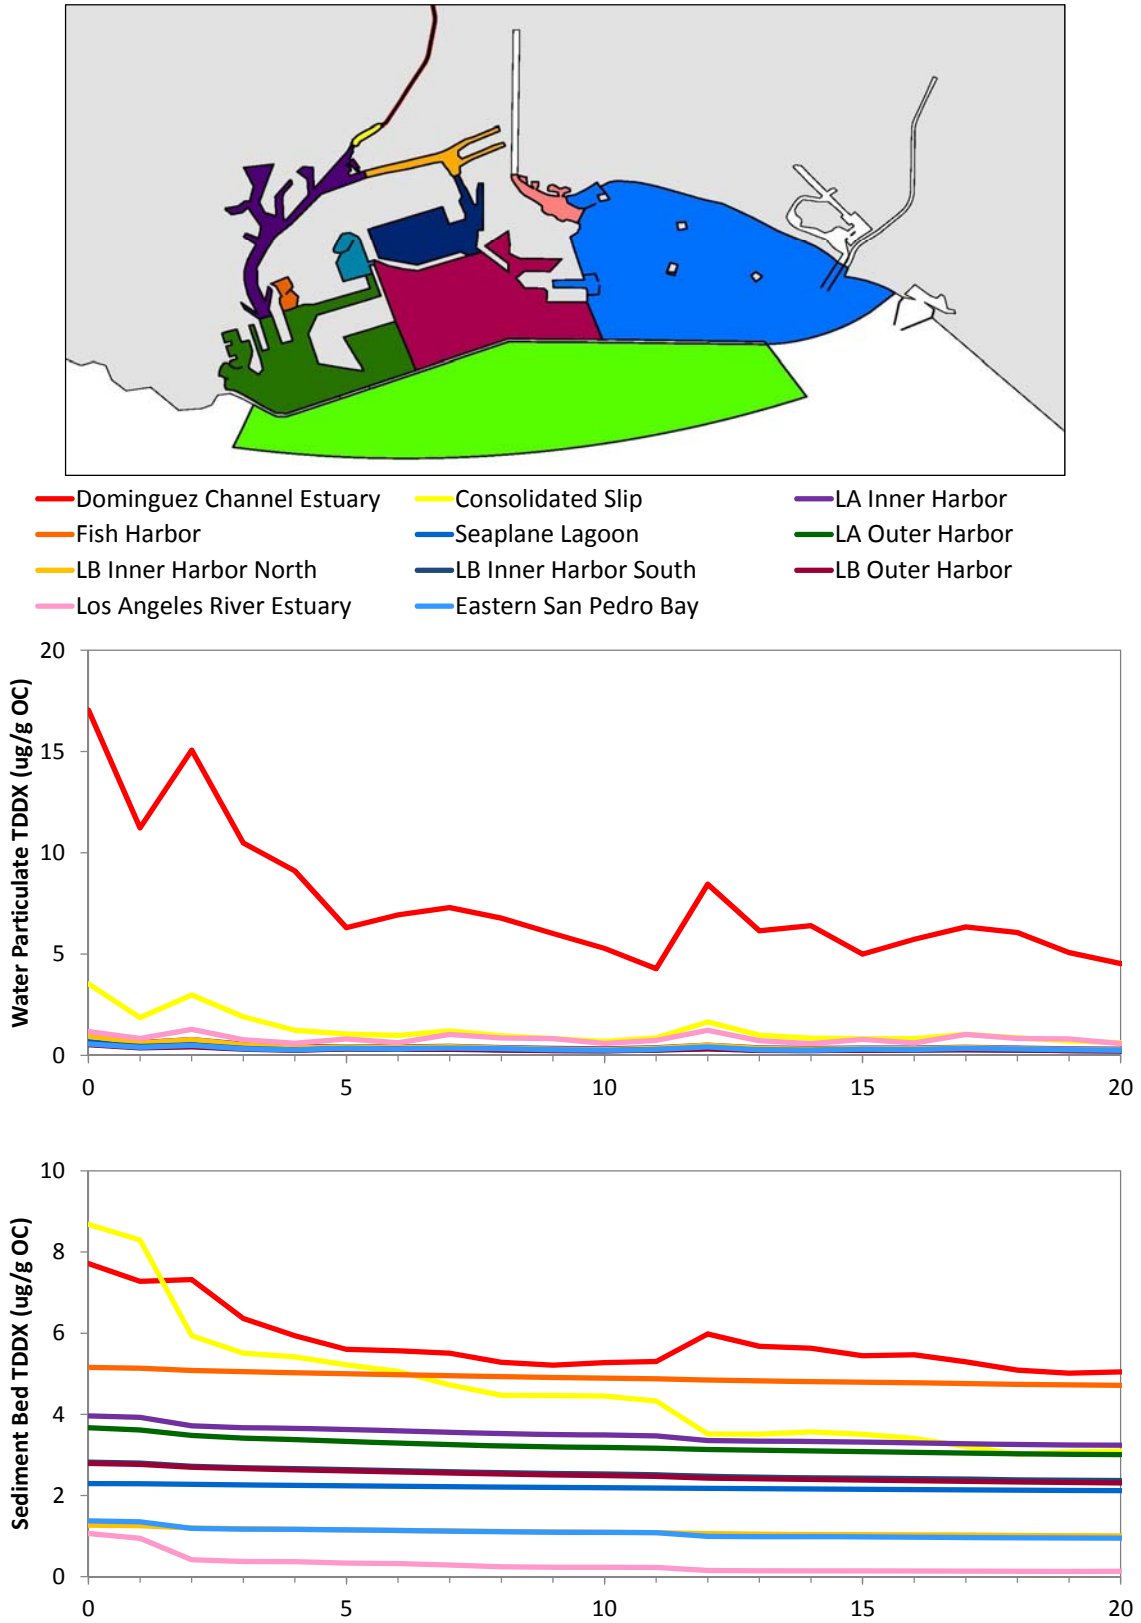 Dominguez Channel Estuary Consolidated Slip LA Inner Harbor
Fish Harbor Seaplane Lagoon LA Outer Harbor
LB Inner Harbor North LB Inner Harbor South LB Outer Harbor
Los Angeles River Estuary Eastern San Pedro Bay
Water Particulate TDDX (ug/g OC)
20
15
10
5
0
0 5 10 15 20
Sediment Bed TDDX (ug/g OC)
10
8
6
4
2
0
0 5 10 15 20